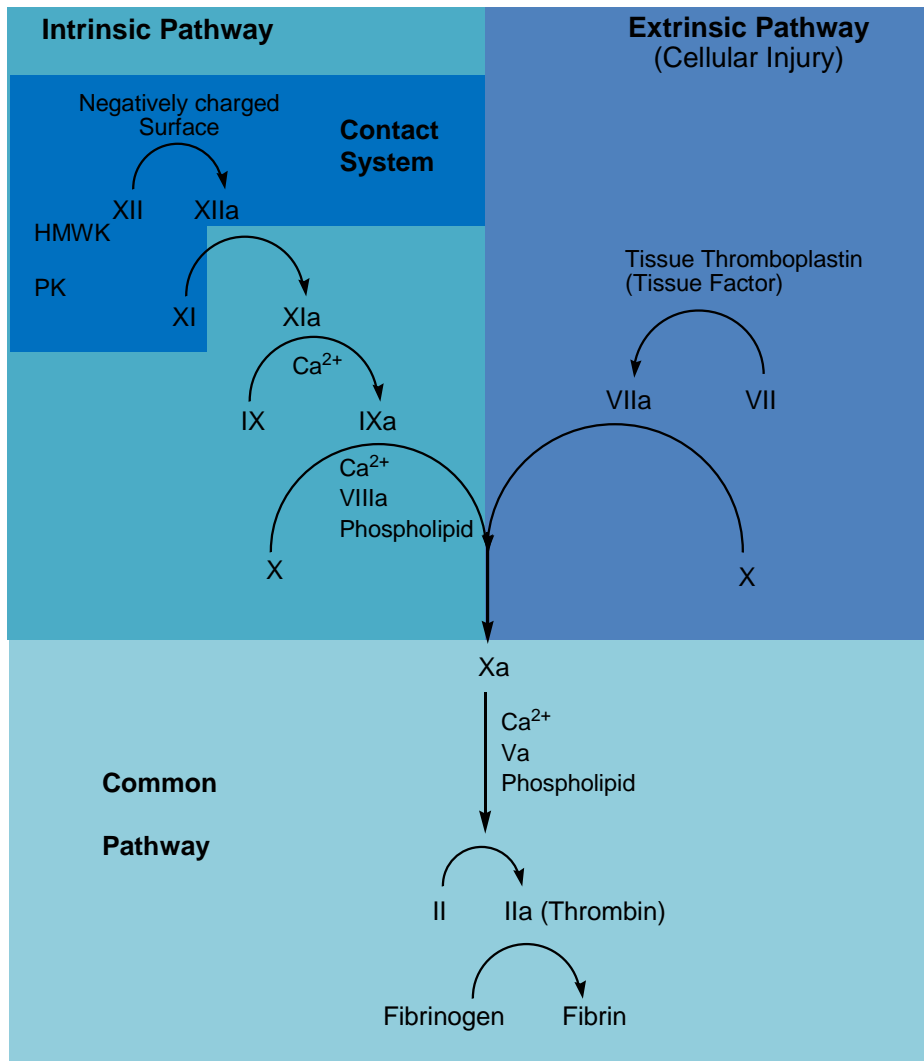 Intrinsic Pathway
Extrinsic Pathway
(Cellular Injury)
Negatively charged
Surface
Contact
System
XII
XIIa
HMWK
PK
XI
XIa
Tissue Thromboplastin
(Tissue Factor)
Ca²⁺
VIIa
VII
IX
IXa
Ca²⁺
VIIIa
Phospholipid
X
X
Xa
Ca²⁺
Va
Phospholipid
Common
Pathway
II
IIa (Thrombin)
Fibrinogen
Fibrin